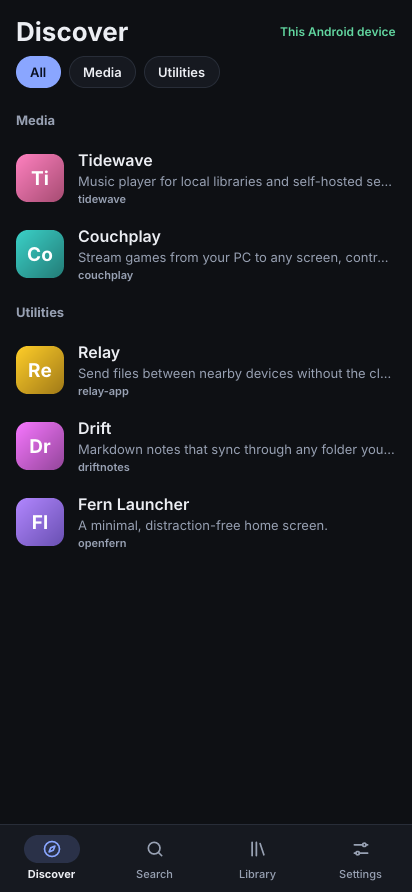 Discover
This Android device
All
Media
Utilities
Media
Ti
Tidewave
Music player for local libraries and self-hosted se...
tidewave
Co
Couchplay
Stream games from your PC to any screen, contr...
couchplay
Utilities
Re
Relay
Send files between nearby devices without the cl...
relay-app
Dr
Drift
Markdown notes that sync through any folder you...
driftnotes
Fl
Fern Launcher
A minimal, distraction-free home screen.
openfern
Discover
Search
Library
Settings